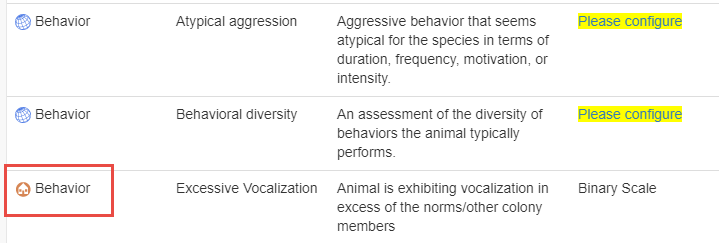 Behavior Atypical aggression Aggressive behavior that seems Please configure
atypical for the species in terms of
duration, frequency, motivation, or
intensity.
Behavior Behavioral diversity An assessment of the diversity of Please configure
behaviors the animal typically
performs.
Behavior Excessive Vocalization Animal is exhibiting vocalization in Binary Scale
excess of the norms/other colony
members